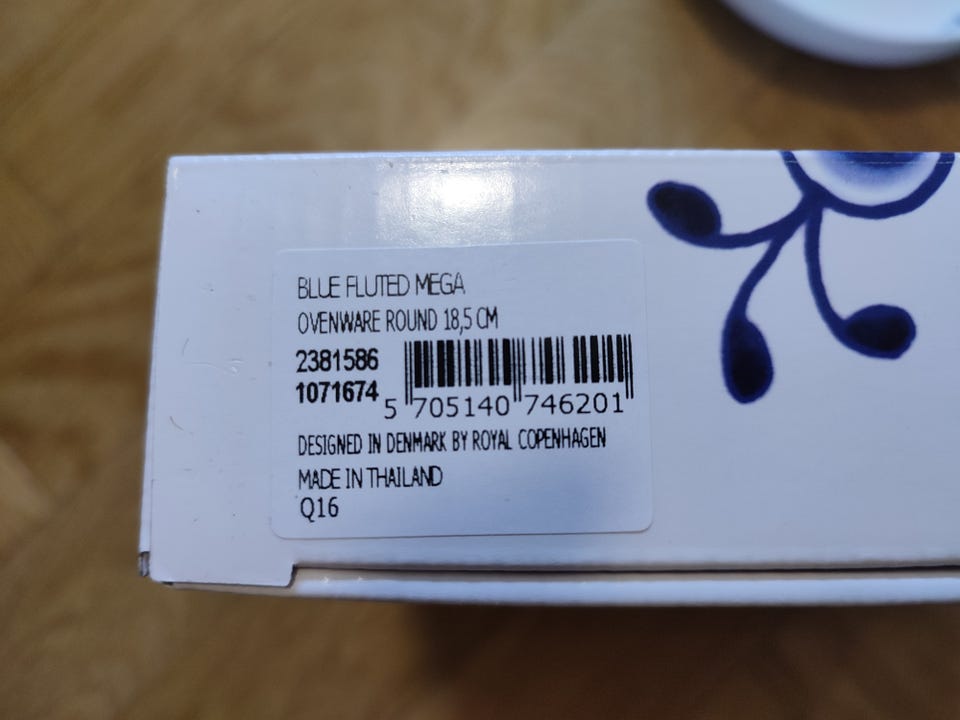 BLUE FLUTED MEGA
OVENWARE ROUND 18,5 CM
2381586
1071674
5 705140 746201
DESIGNED IN DENMARK BY ROYAL COPENHAGEN
MADE IN THAILAND
Q16